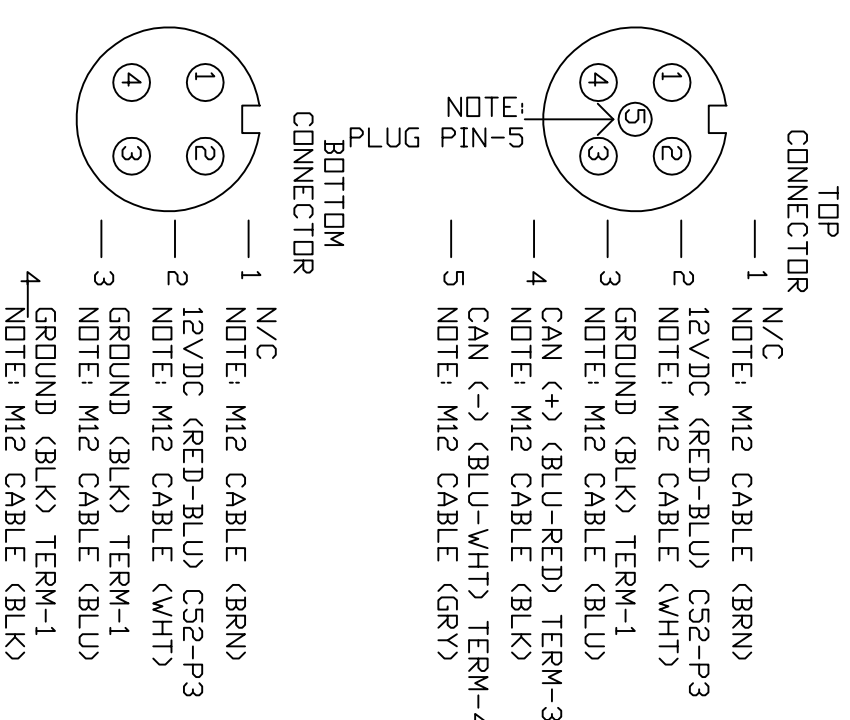 TOP
CONNECTOR
1
2
3
4
5
NOTE:
PLUG PIN-5
1
N/C
NOTE: M12 CABLE (BRN)
2
12VDC (RED-BLU) C52-P3
NOTE: M12 CABLE (WHT)
3
GROUND (BLK) TERM-1
NOTE: M12 CABLE (BLU)
4
CAN (+) (BLU-RED) TERM-3
NOTE: M12 CABLE (BLK)
5
CAN (-) (BLU-WHT) TERM-4
NOTE: M12 CABLE (GRY)
BOTTOM
CONNECTOR
1
2
3
4
1
N/C
NOTE: M12 CABLE (BRN)
2
12VDC (RED-BLU) C52-P3
NOTE: M12 CABLE (WHT)
3
GROUND (BLK) TERM-1
NOTE: M12 CABLE (BLU)
4
GROUND (BLK) TERM-1
NOTE: M12 CABLE (BLK)